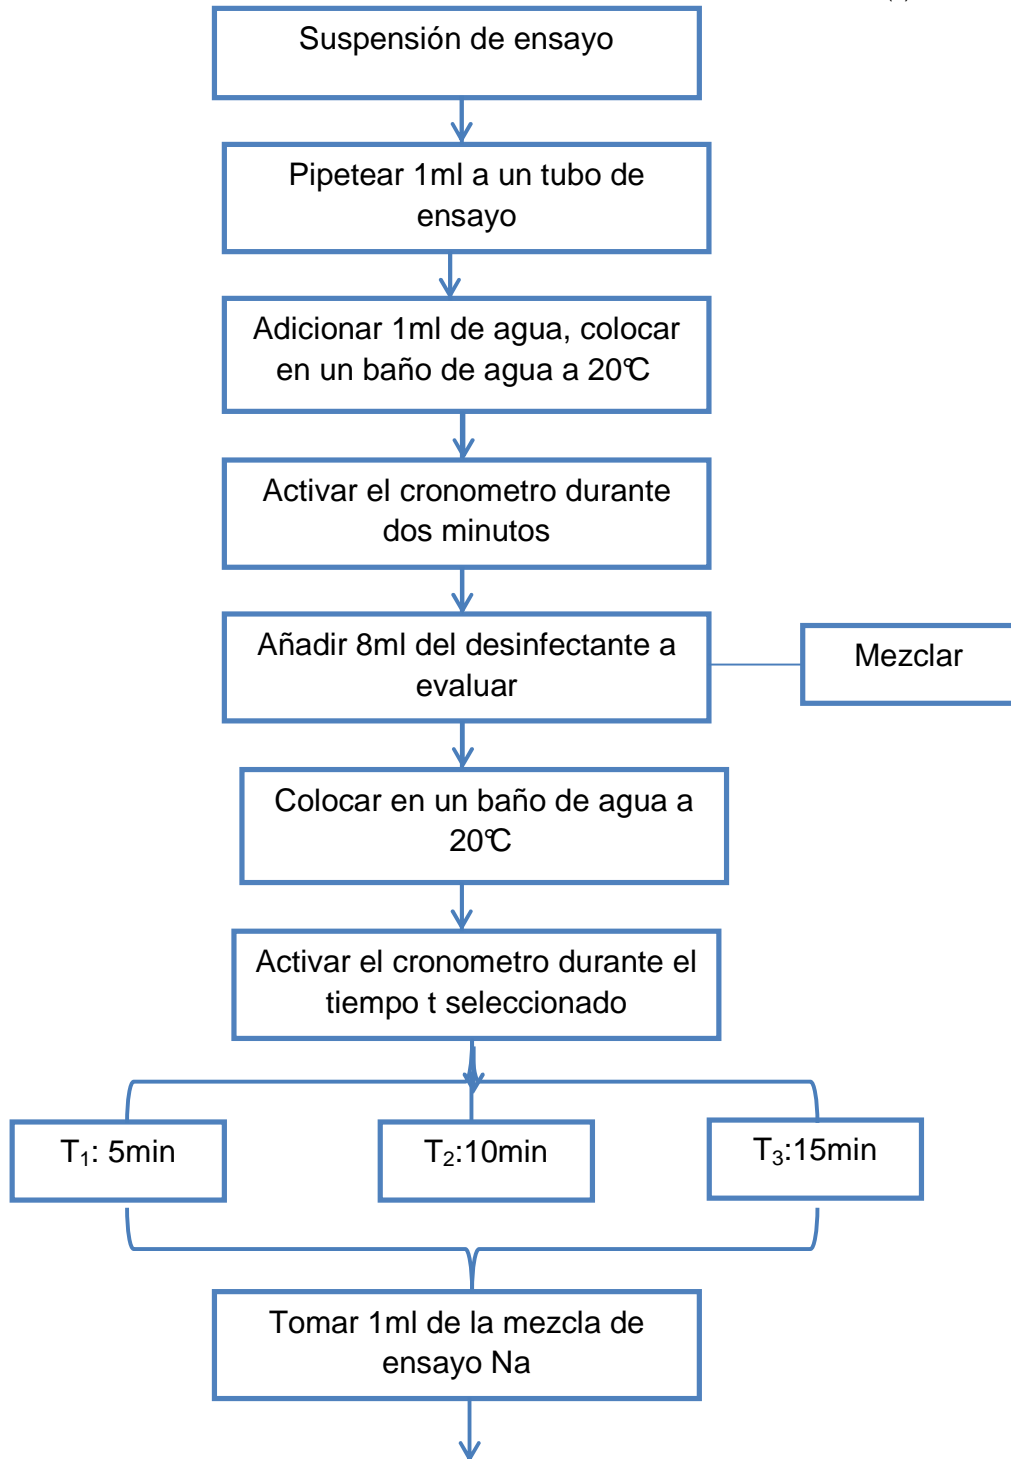 Suspensión de ensayo
Pipetear 1ml a un tubo de
ensayo
Adicionar 1ml de agua, colocar
en un baño de agua a 20℃
Activar el cronometro durante
dos minutos
Añadir 8ml del desinfectante a
evaluar
Mezclar
Colocar en un baño de agua a
20℃
Activar el cronometro durante el
tiempo t seleccionado
T₁: 5min
T₂:10min
T₃:15min
Tomar 1ml de la mezcla de
ensayo Na